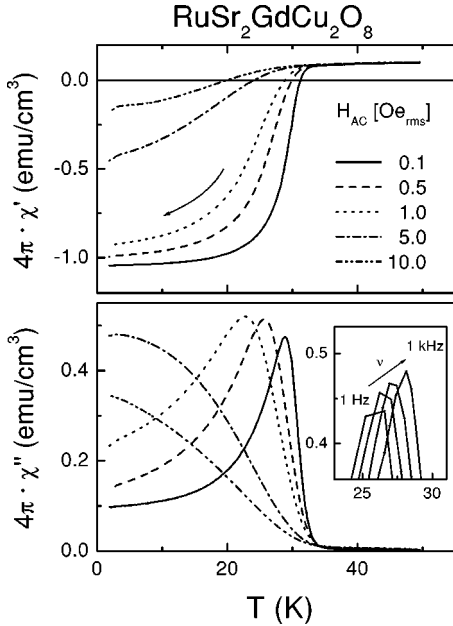 RuSr₂GdCu₂O₈
0.0
-0.5
-1.0
4π · χ' (emu/cm³)
H_AC [Oe_rms]
0.1
0.5
1.0
5.0
10.0
0.4
0.2
0.0
4π · χ'' (emu/cm³)
0.5
0.4
ν
1 kHz
1 Hz
25
30
0
20
40
T (K)